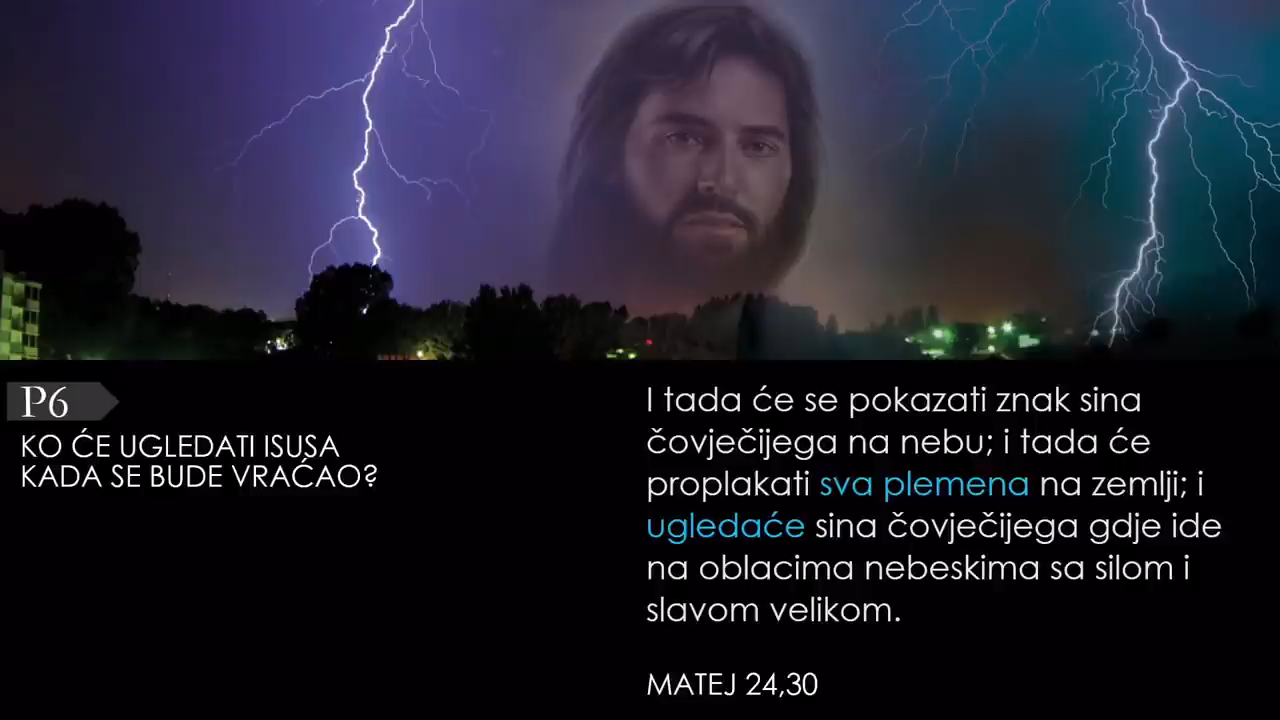 P6
KO ĆE UGLEDATI ISUSA
KADA SE BUDE VRAĆAO?
I tada će se pokazati znak sina
čovječijega na nebu; i tada će
proplakati sva plemena na zemlji; i
ugledaće sina čovječijega gdje ide
na oblacima nebeskima sa silom i
slavom velikom.
MATEJ 24,30